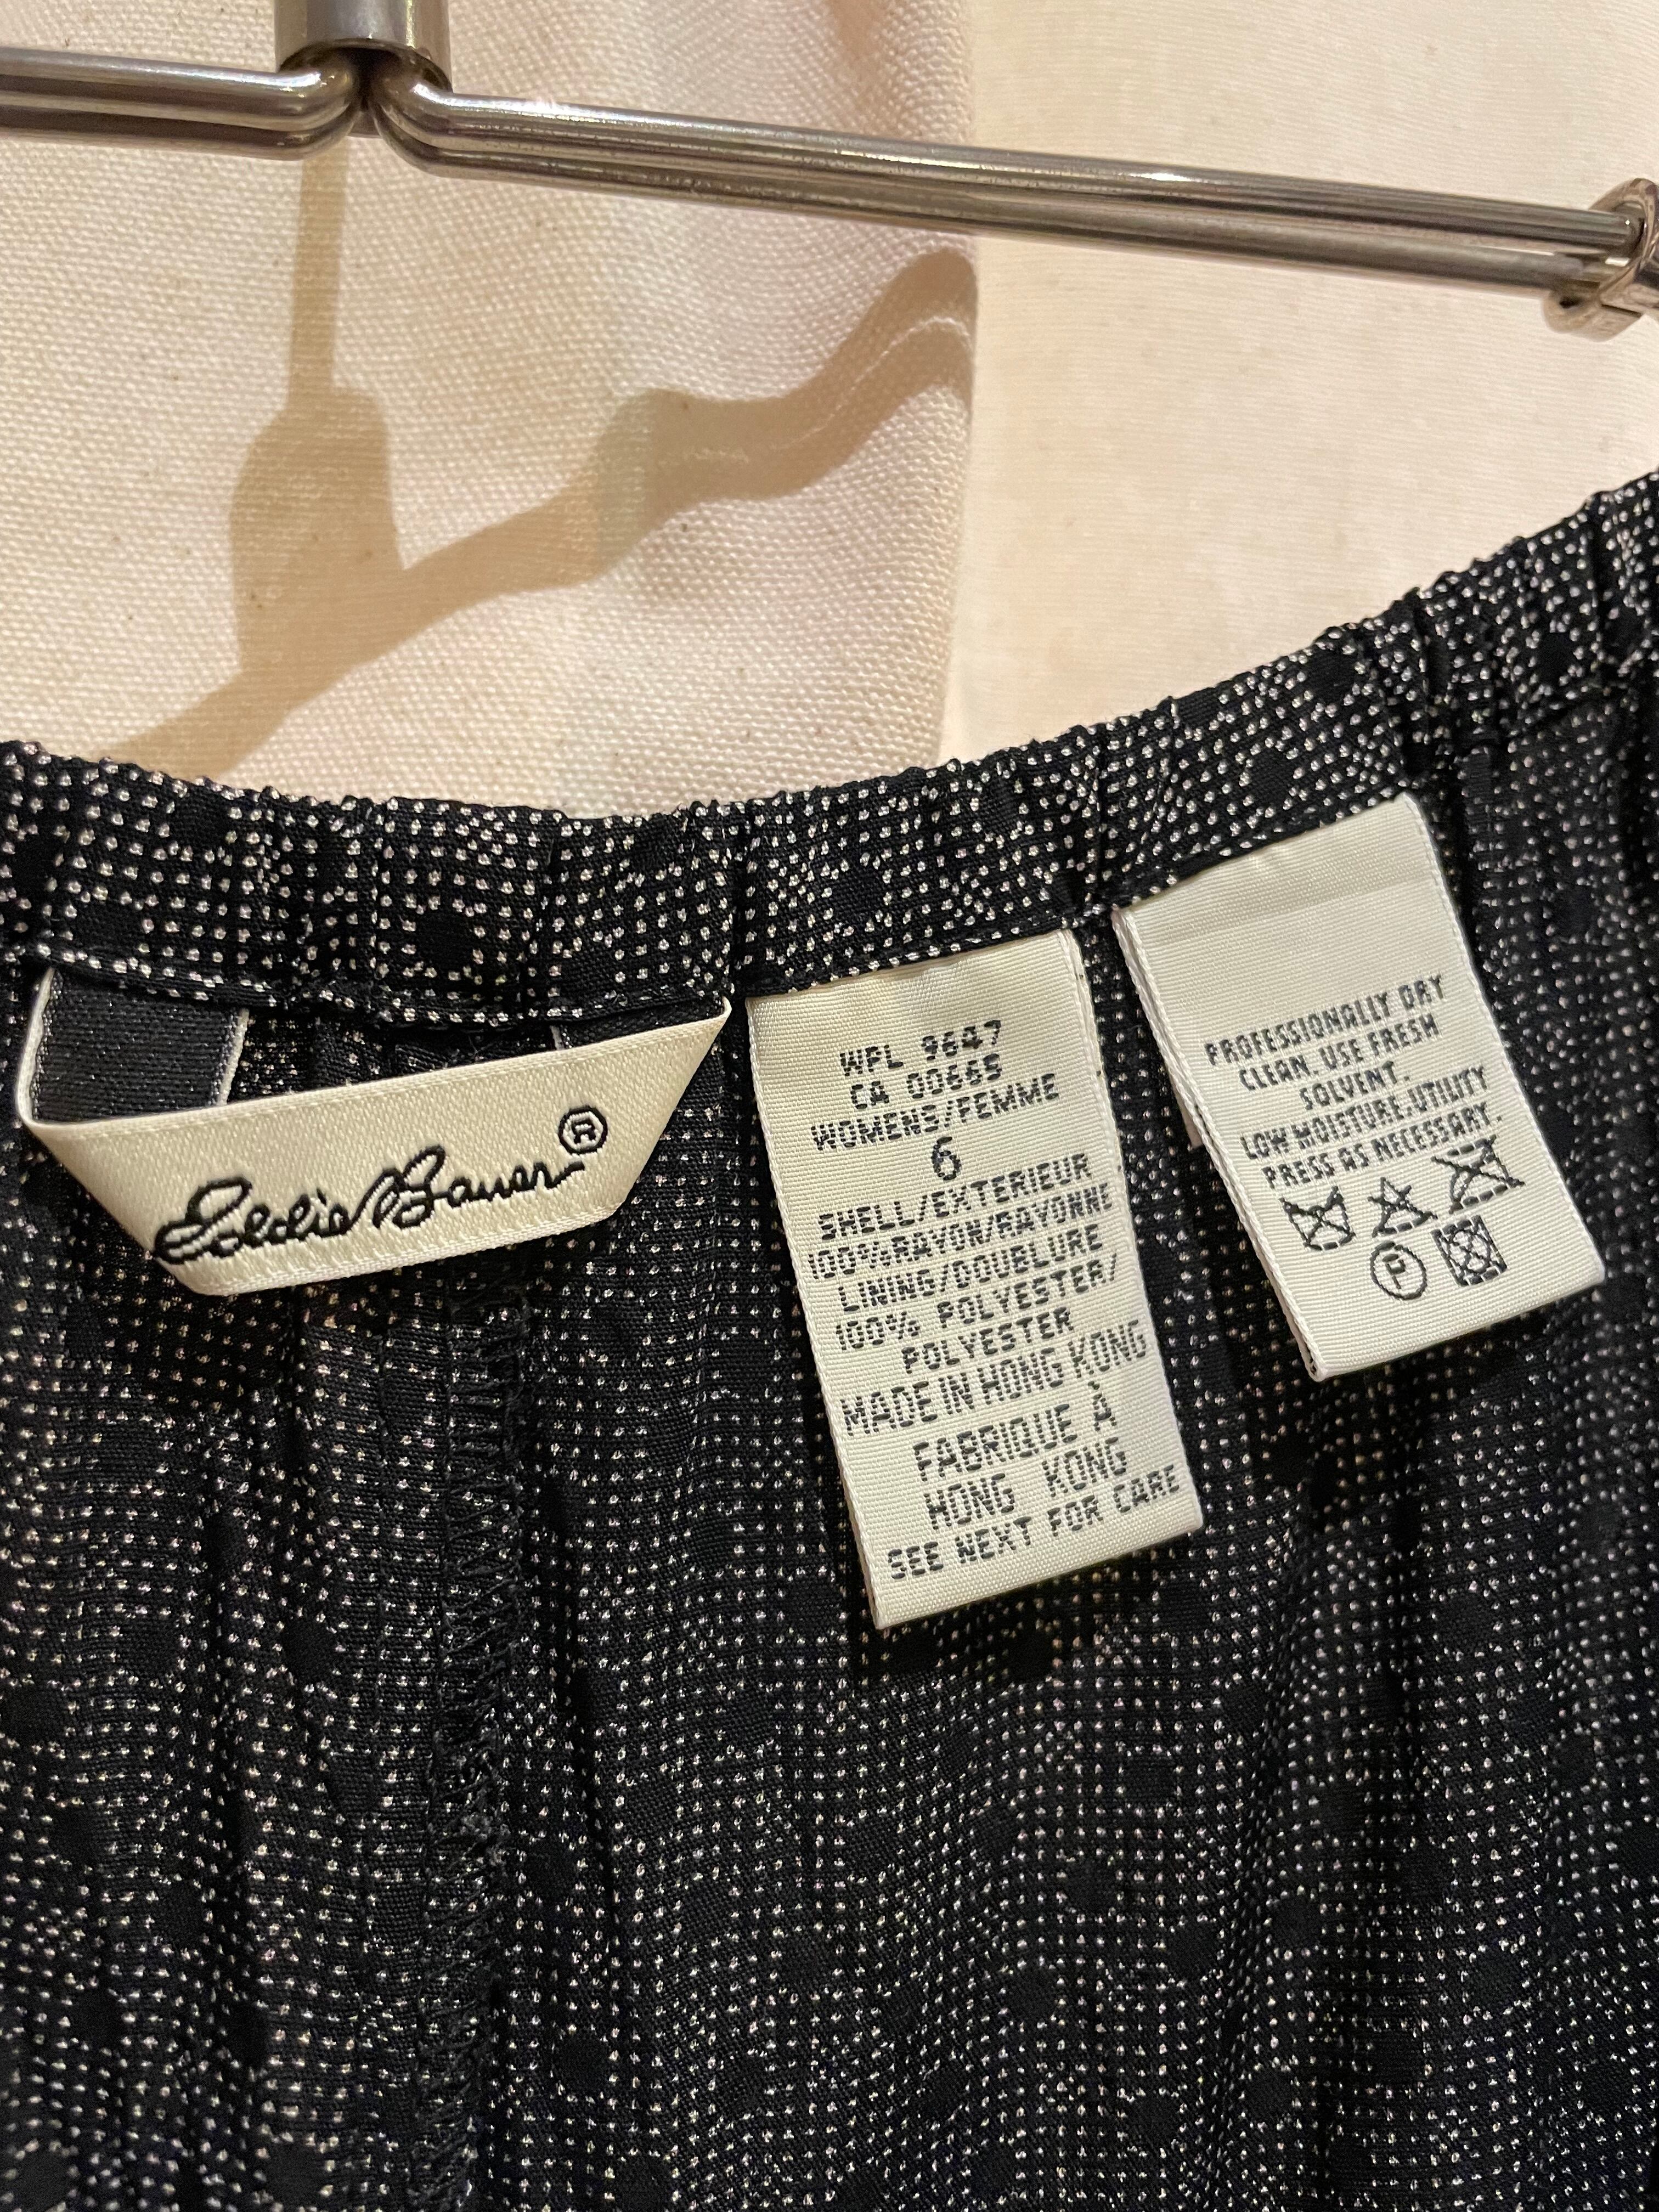 Eddie Bauer®
WPL 9647
CA 00665
WOMENS/FEMME
6
SHELL/EXTERIEUR
100%RAYON/RAYONNE
LINING/DOUBLURE
100% POLYESTER/
POLYESTER
MADE IN HONG KONG
FABRIQUE À
HONG KONG
SEE NEXT FOR CARE
PROFESSIONALLY DRY
CLEAN. USE FRESH
SOLVENT.
LOW MOISTURE.UTILITY
PRESS AS NECESSARY.
P